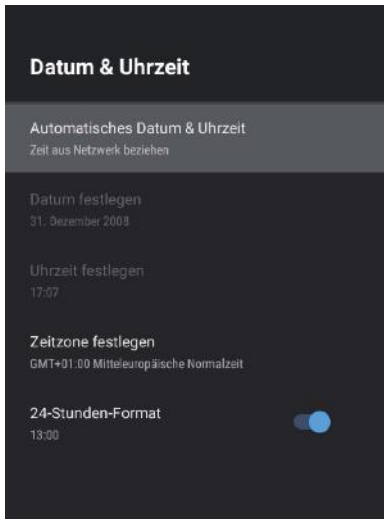 Datum & Uhrzeit
Automatisches Datum & Uhrzeit
Zeit aus Netzwerk beziehen
Datum festlegen
31. Dezember 2008
Uhrzeit festlegen
17:07
Zeitzone festlegen
GMT+01:00 Mitteleuropäische Normalzeit
24-Stunden-Format
13:00